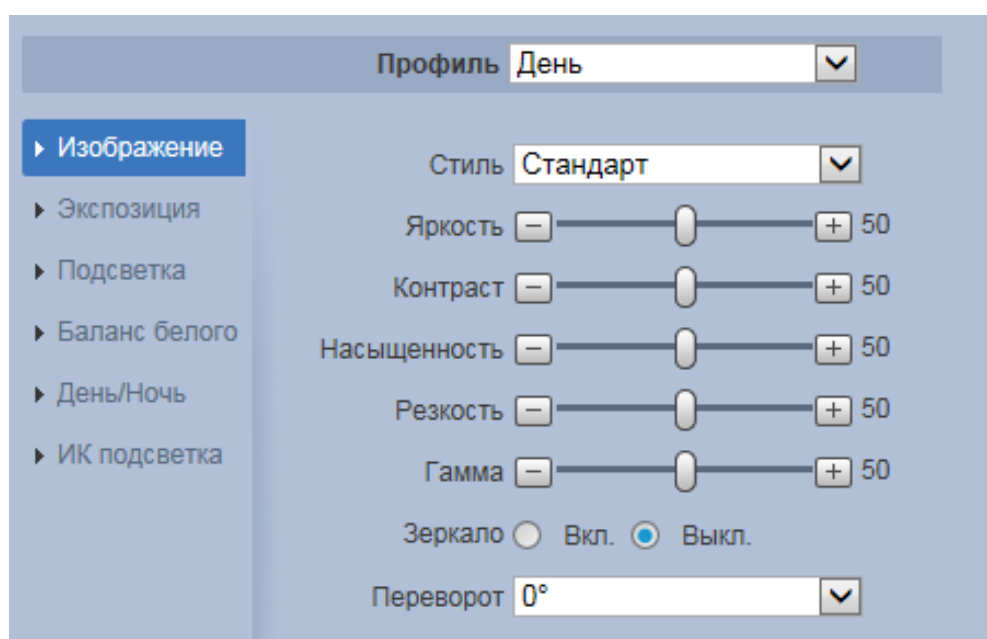 Профиль День
Изображение
Стиль Стандарт
Экспозиция
Яркость 50
Подсветка
Контраст 50
Баланс белого
Насыщенность 50
День/Ночь
Резкость 50
ИК подсветка
Гамма 50
Зеркало Вкл. Выкл.
Переворот 0°